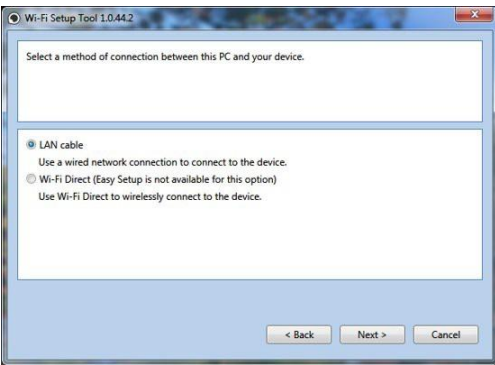 Wi-Fi Setup Tool 1.0.44.2
Select a method of connection between this PC and your device.
LAN cable
Use a wired network connection to connect to the device.
Wi-Fi Direct (Easy Setup is not available for this option)
Use Wi-Fi Direct to wirelessly connect to the device.
< Back Next > Cancel